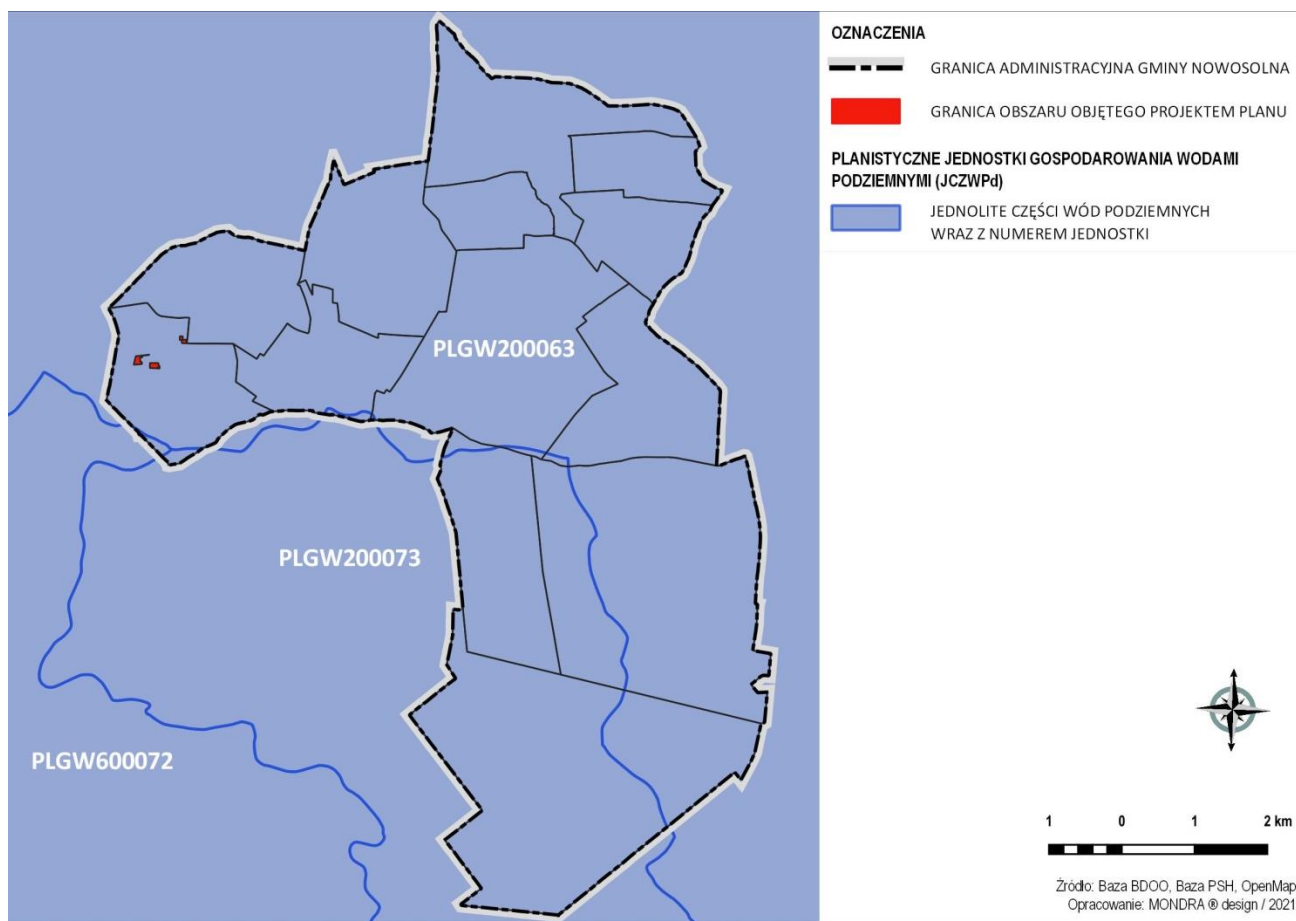 OZNACZENIA
GRANICA ADMINISTRACYJNA GMINY NOWOSOLNA
GRANICA OBSZARU OBJĘTEGO PROJEKTEM PLANU
PLANISTYCZNE JEDNOSTKI GOSPODAROWANIA WODAMI
PODZIEMNYMI (JCZWPd)
JEDNOLITE CZĘŚCI WÓD PODZIEMNYCH
WRAZ Z NUMEREM JEDNOSTKI
PLGW200063
PLGW200073
PLGW600072
1 0 1 2 km
Źródło: Baza BDOO, Baza PSH, OpenMap
Opracowanie: MONDRA ® design / 2021